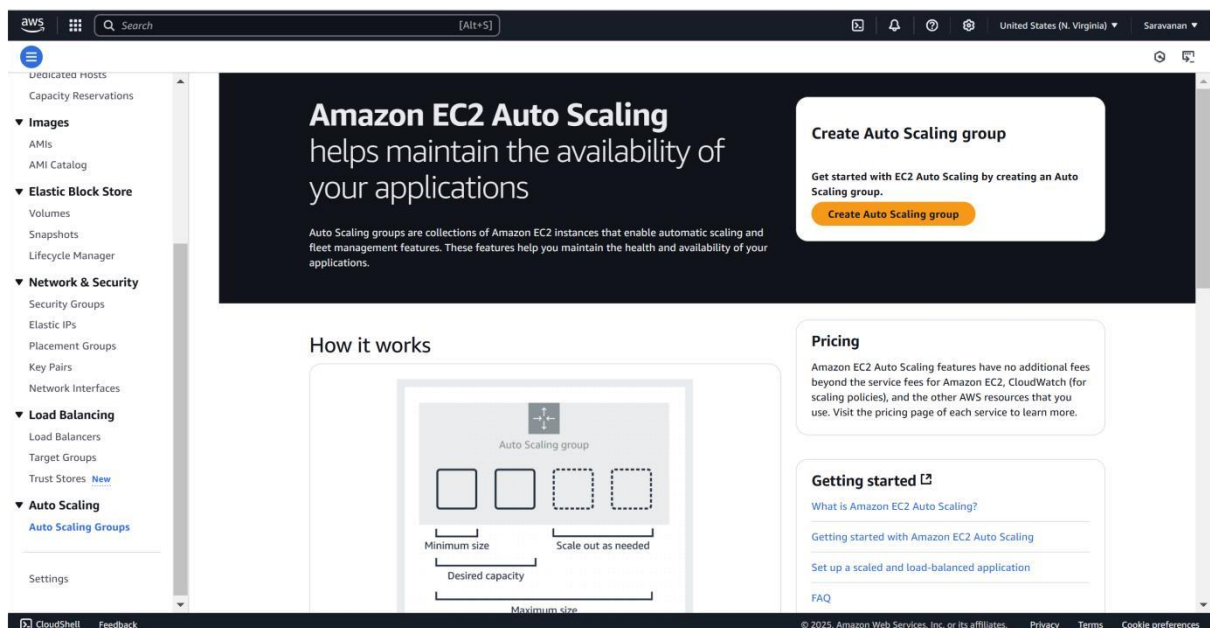 aws
Search
[Alt+S]
United States (N. Virginia)
Saravanan
Dedicated Hosts
Capacity Reservations
Images
AMIs
AMI Catalog
Elastic Block Store
Volumes
Snapshots
Lifecycle Manager
Network & Security
Security Groups
Elastic IPs
Placement Groups
Key Pairs
Network Interfaces
Load Balancing
Load Balancers
Target Groups
Trust Stores New
Auto Scaling
Auto Scaling Groups
Settings
Amazon EC2 Auto Scaling
helps maintain the availability of
your applications
Auto Scaling groups are collections of Amazon EC2 instances that enable automatic scaling and
fleet management features. These features help you maintain the health and availability of your
applications.
Create Auto Scaling group
Get started with EC2 Auto Scaling by creating an Auto
Scaling group.
Create Auto Scaling group
How it works
Auto Scaling group
Minimum size
Scale out as needed
Desired capacity
Maximum size
Pricing
Amazon EC2 Auto Scaling features have no additional fees
beyond the service fees for Amazon EC2, CloudWatch (for
scaling policies), and the other AWS resources that you
use. Visit the pricing page of each service to learn more.
Getting started
What is Amazon EC2 Auto Scaling?
Getting started with Amazon EC2 Auto Scaling
Set up a scaled and load-balanced application
FAQ
CloudShell
Feedback
© 2025, Amazon Web Services, Inc. or its affiliates.
Privacy
Terms
Cookie preferences